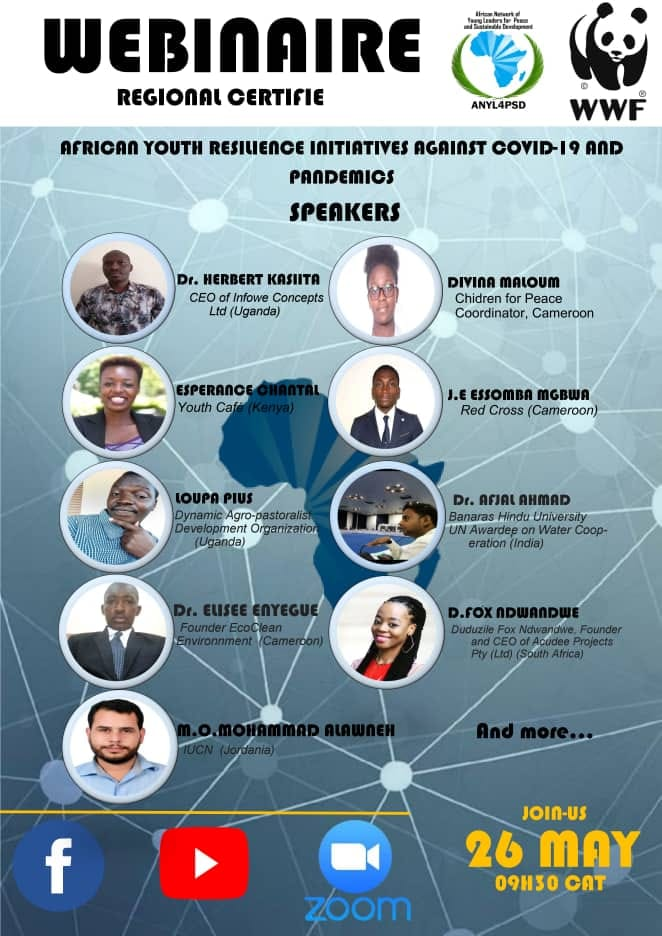 WEBINAIRE
REGIONAL CERTIFIE
African Network of
Young Leaders for Peace
and Sustainable Development
ANYL4PSD
©
®
WWF
AFRICAN YOUTH RESILIENCE INITIATIVES AGAINST COVID-19 AND
PANDEMICS
SPEAKERS
Dr. HERBERT KASIITA
CEO of Infowe Concepts
Ltd (Uganda)
DIVINA MALOUM
Chidren for Peace
Coordinator, Cameroon
ESPERANCE CHANTAL
Youth Café (Kenya)
J.E ESSOMBA MGBWA
Red Cross (Cameroon)
LOUPA PIUS
Dynamic Agro-pastoralist
Development Organization
(Uganda)
Dr. AFJAL AHMAD
Banaras Hindu University
UN Awardee on Water Coop-
eration (India)
Dr. ELISEE ENYEGUE
Founder EcoClean
Environnment (Cameroon)
D.FOX NDWANDWE
Duduzile Fox Ndwandwe, Founder
and CEO of Acudee Projects
Pty (Ltd) (South Africa)
M.O.MOHAMMAD ALAWNEH
IUCN (Jordania)
And more...
JOIN-US
26 MAY
09H30 CAT
f
zoom